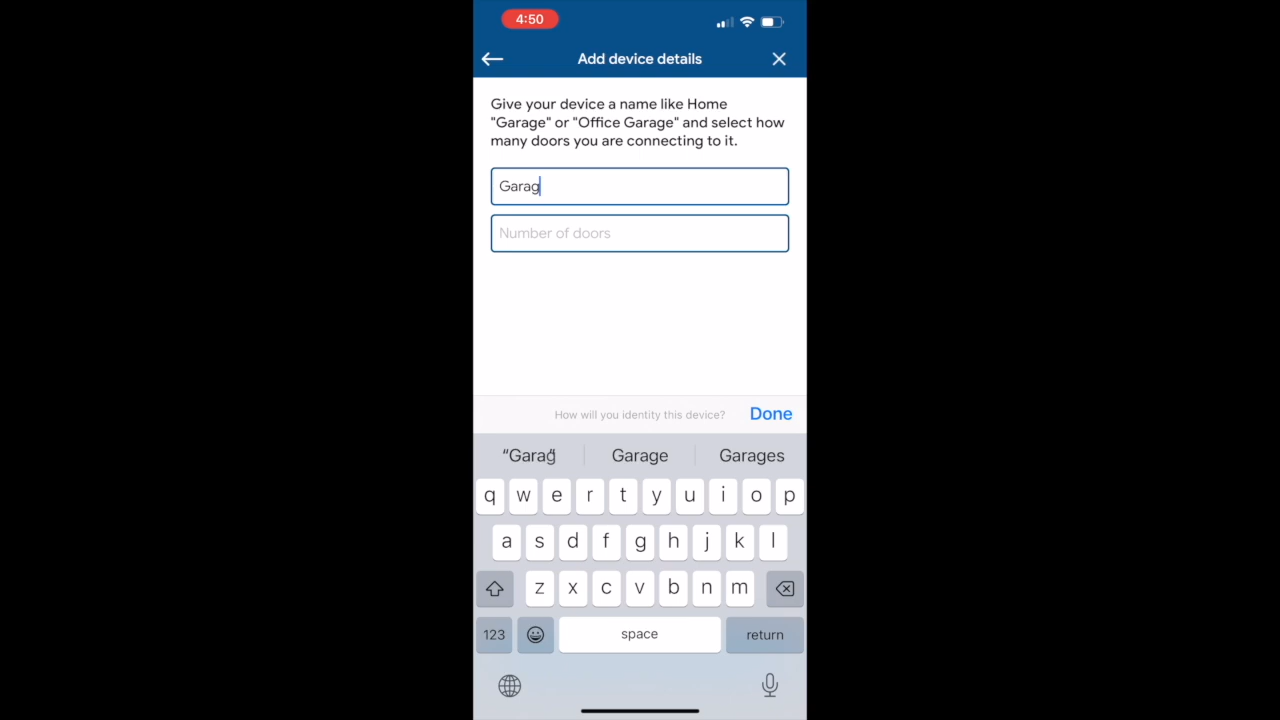 4:50
Add device details
Give your device a name like Home
"Garage" or "Office Garage" and select how
many doors you are connecting to it.
Garag
Number of doors
How will you identity this device?
Done
“Garag“ Garage Garages
q w e r t y u i o p
a s d f g h j k l
z x c v b n m
123 space return